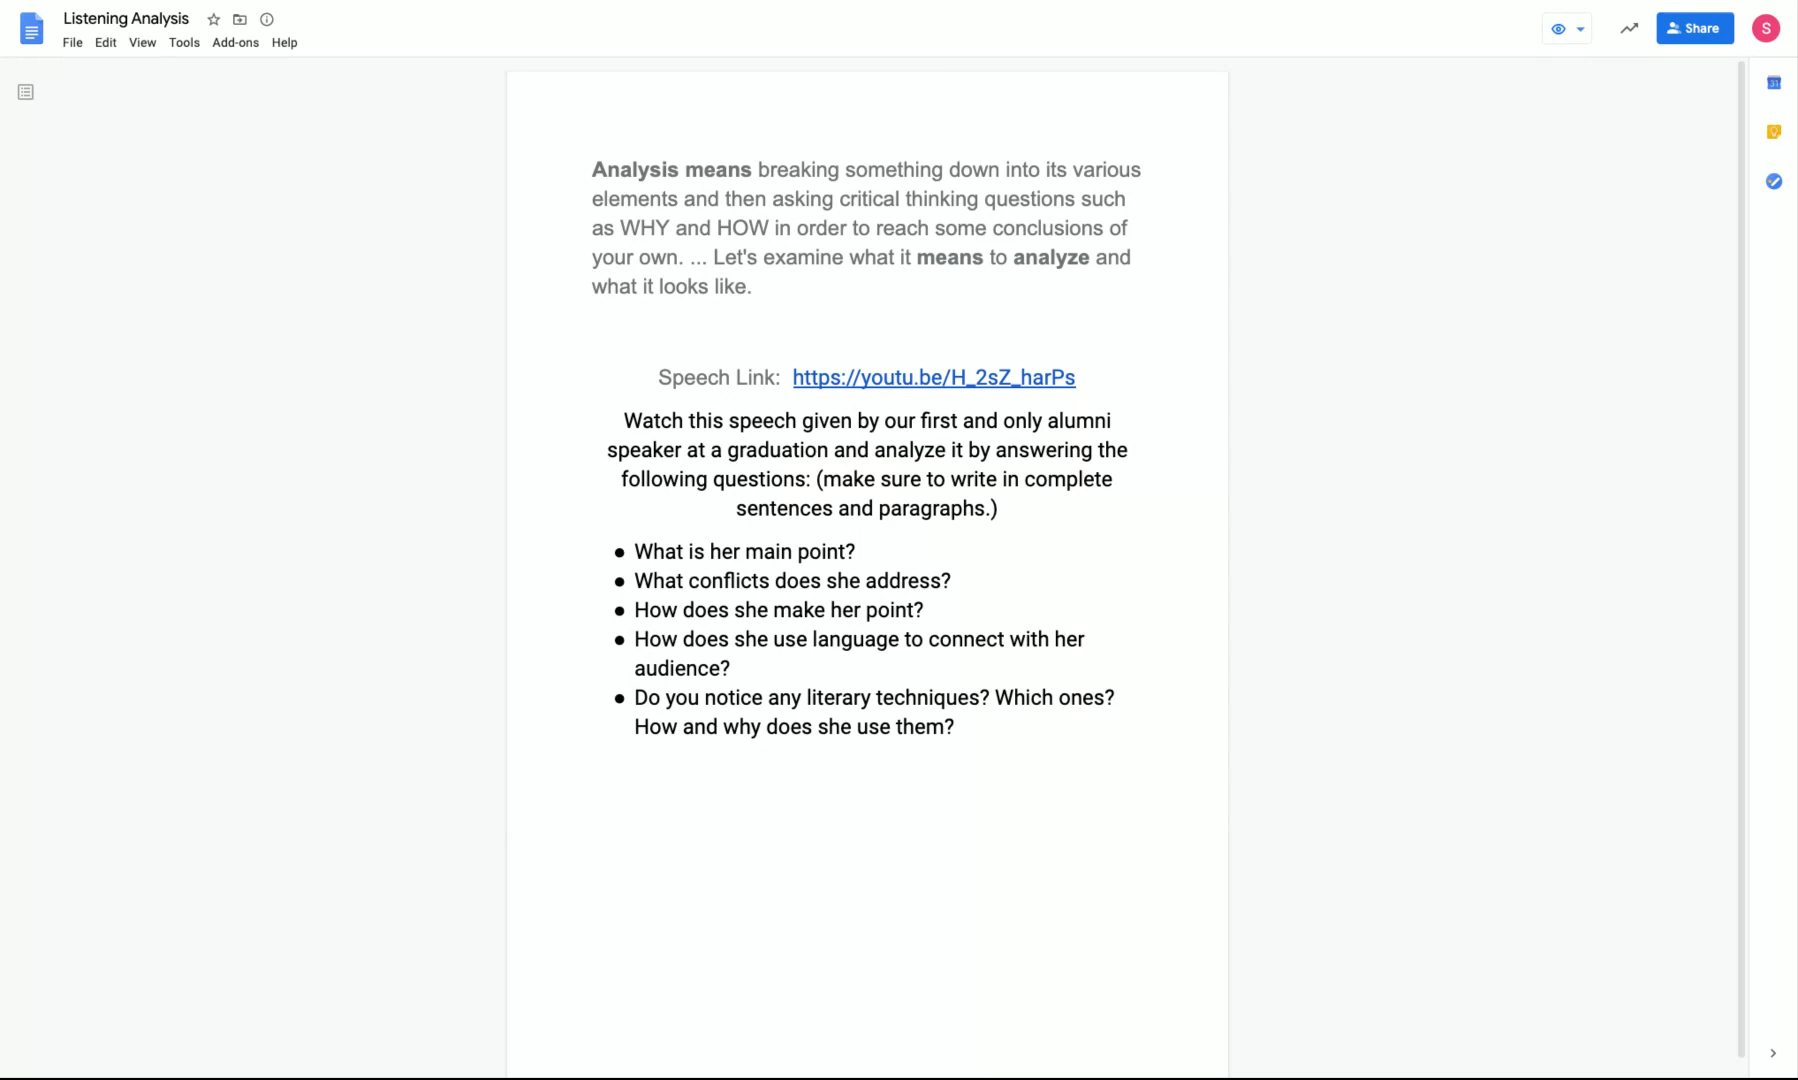 Listening Analysis
File Edit View Tools Add-ons Help
Share
S
31
Analysis means breaking something down into its various
elements and then asking critical thinking questions such
as WHY and HOW in order to reach some conclusions of
your own. ... Let's examine what it means to analyze and
what it looks like.
Speech Link: https://youtu.be/H_2sZ_harPs
Watch this speech given by our first and only alumni
speaker at a graduation and analyze it by answering the
following questions: (make sure to write in complete
sentences and paragraphs.)
● What is her main point?
● What conflicts does she address?
● How does she make her point?
● How does she use language to connect with her
audience?
● Do you notice any literary techniques? Which ones?
How and why does she use them?